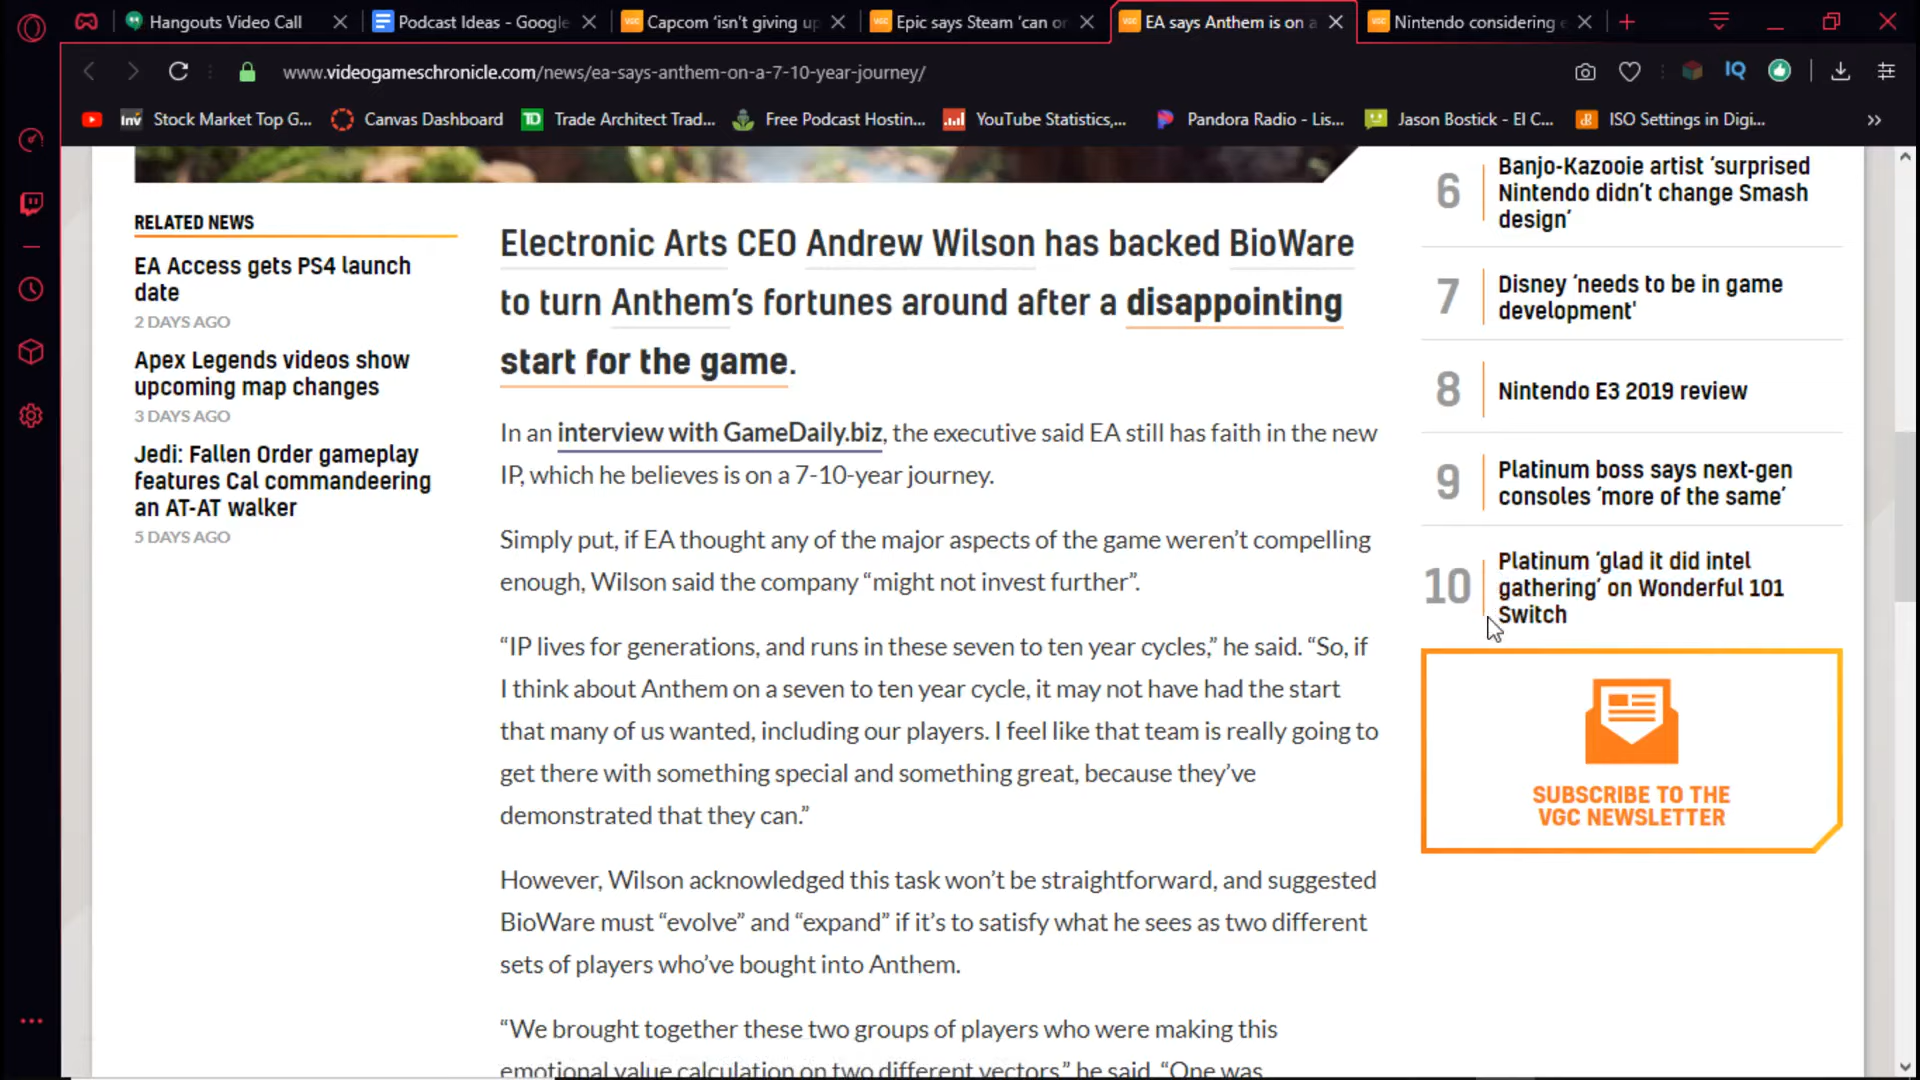 Hangouts Video Call
Podcast Ideas - Google
Capcom 'isn't giving up
Epic says Steam 'can on
EA says Anthem is on a
Nintendo considering e
www.videogameschronicle.com/news/ea-says-anthem-on-a-7-10-year-journey/
IQ
Inv Stock Market Top G...
Canvas Dashboard
TD Trade Architect Trad...
Free Podcast Hostin...
YouTube Statistics,...
Pandora Radio - Lis...
Jason Bostick - El C...
ISO Settings in Digi...
RELATED NEWS
EA Access gets PS4 launch
date
2 DAYS AGO
Apex Legends videos show
upcoming map changes
3 DAYS AGO
Jedi: Fallen Order gameplay
features Cal commandeering
an AT-AT walker
5 DAYS AGO
Electronic Arts CEO Andrew Wilson has backed BioWare
to turn Anthem's fortunes around after a disappointing
start for the game.
In an interview with GameDaily.biz, the executive said EA still has faith in the new
IP, which he believes is on a 7-10-year journey.
Simply put, if EA thought any of the major aspects of the game weren't compelling
enough, Wilson said the company “might not invest further”.
“IP lives for generations, and runs in these seven to ten year cycles,” he said. “So, if
I think about Anthem on a seven to ten year cycle, it may not have had the start
that many of us wanted, including our players. I feel like that team is really going to
get there with something special and something great, because they've
demonstrated that they can.”
However, Wilson acknowledged this task won't be straightforward, and suggested
BioWare must “evolve” and “expand” if it's to satisfy what he sees as two different
sets of players who've bought into Anthem.
“We brought together these two groups of players who were making this
emotional value calculation on two different vectors,” he said. “One was
6 Banjo-Kazooie artist 'surprised
Nintendo didn't change Smash
design'
7 Disney 'needs to be in game
development'
8 Nintendo E3 2019 review
9 Platinum boss says next-gen
consoles 'more of the same'
10 Platinum 'glad it did intel
gathering' on Wonderful 101
Switch
SUBSCRIBE TO THE
VGC NEWSLETTER